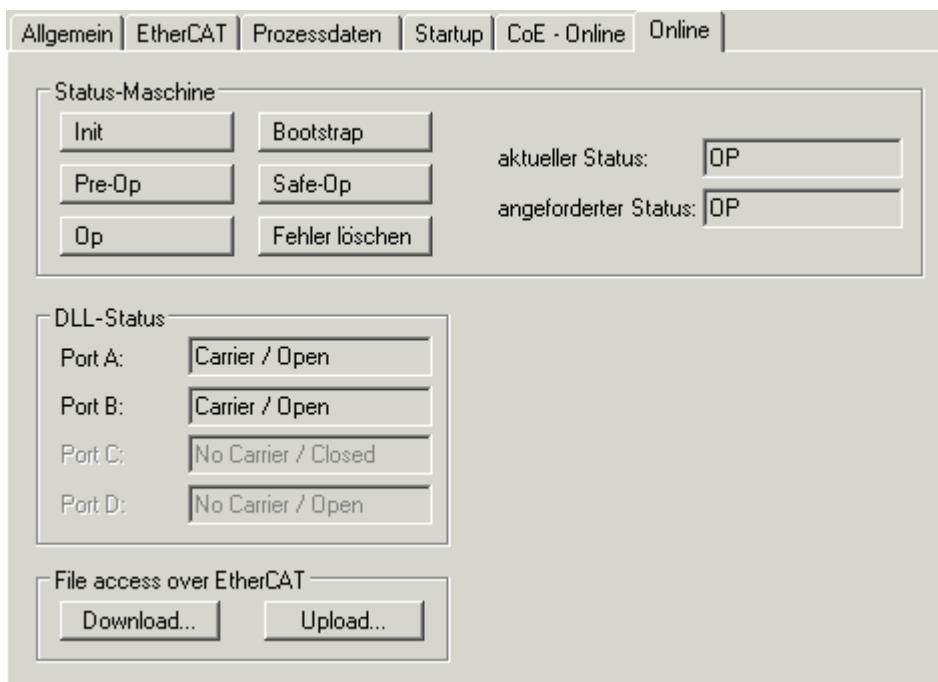 Allgemein EtherCAT Prozessdaten Startup CoE - Online Online
Status-Maschine
Init Bootstrap
aktueller Status: OP
Pre-Op Safe-Op
angeforderter Status: OP
Op Fehler löschen
DLL-Status
Port A: Carrier / Open
Port B: Carrier / Open
Port C: No Carrier / Closed
Port D: No Carrier / Open
File access over EtherCAT
Download... Upload...